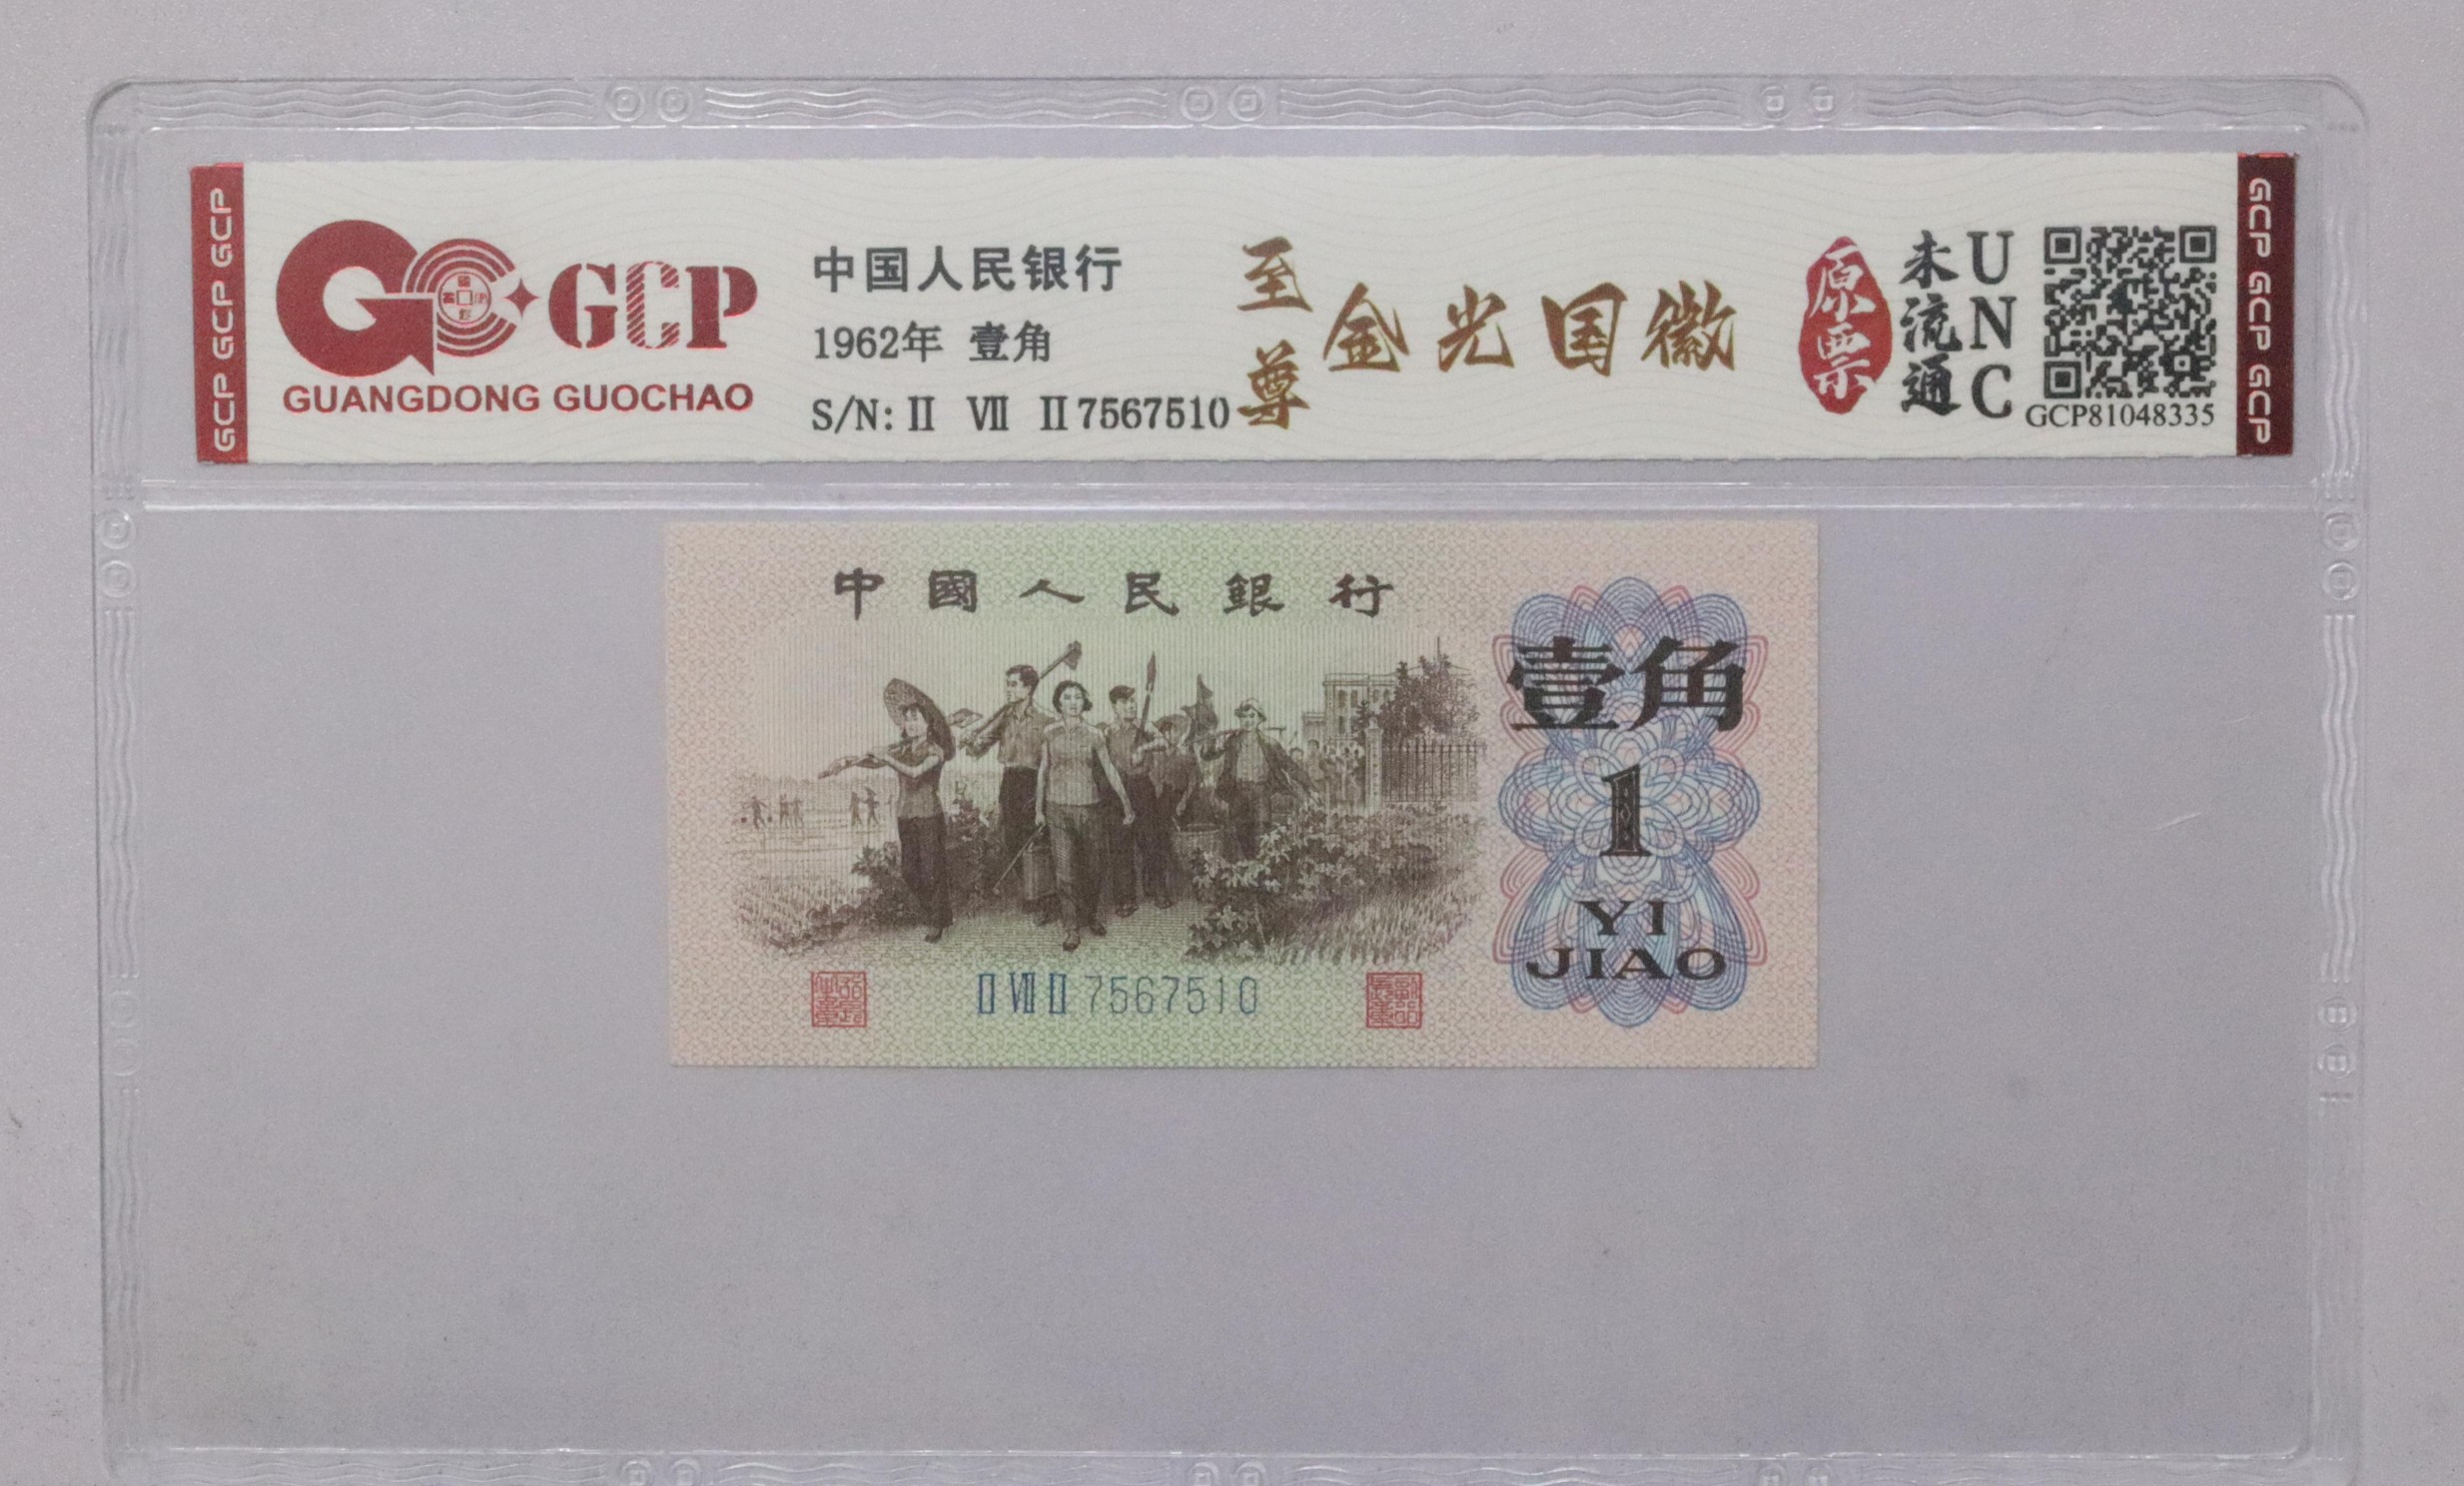 GCP GCP GCP
GCP
GUANGDONG GUOCHAO
中国人民银行
1962年 壹角
S/N: II VII II 7567510
至尊
金光国徽
原票
未流通
UNC
GCP81048335
GCP GCP GCP
中國人民銀行
壹角
1
YI
JIAO
II VII II 7567510